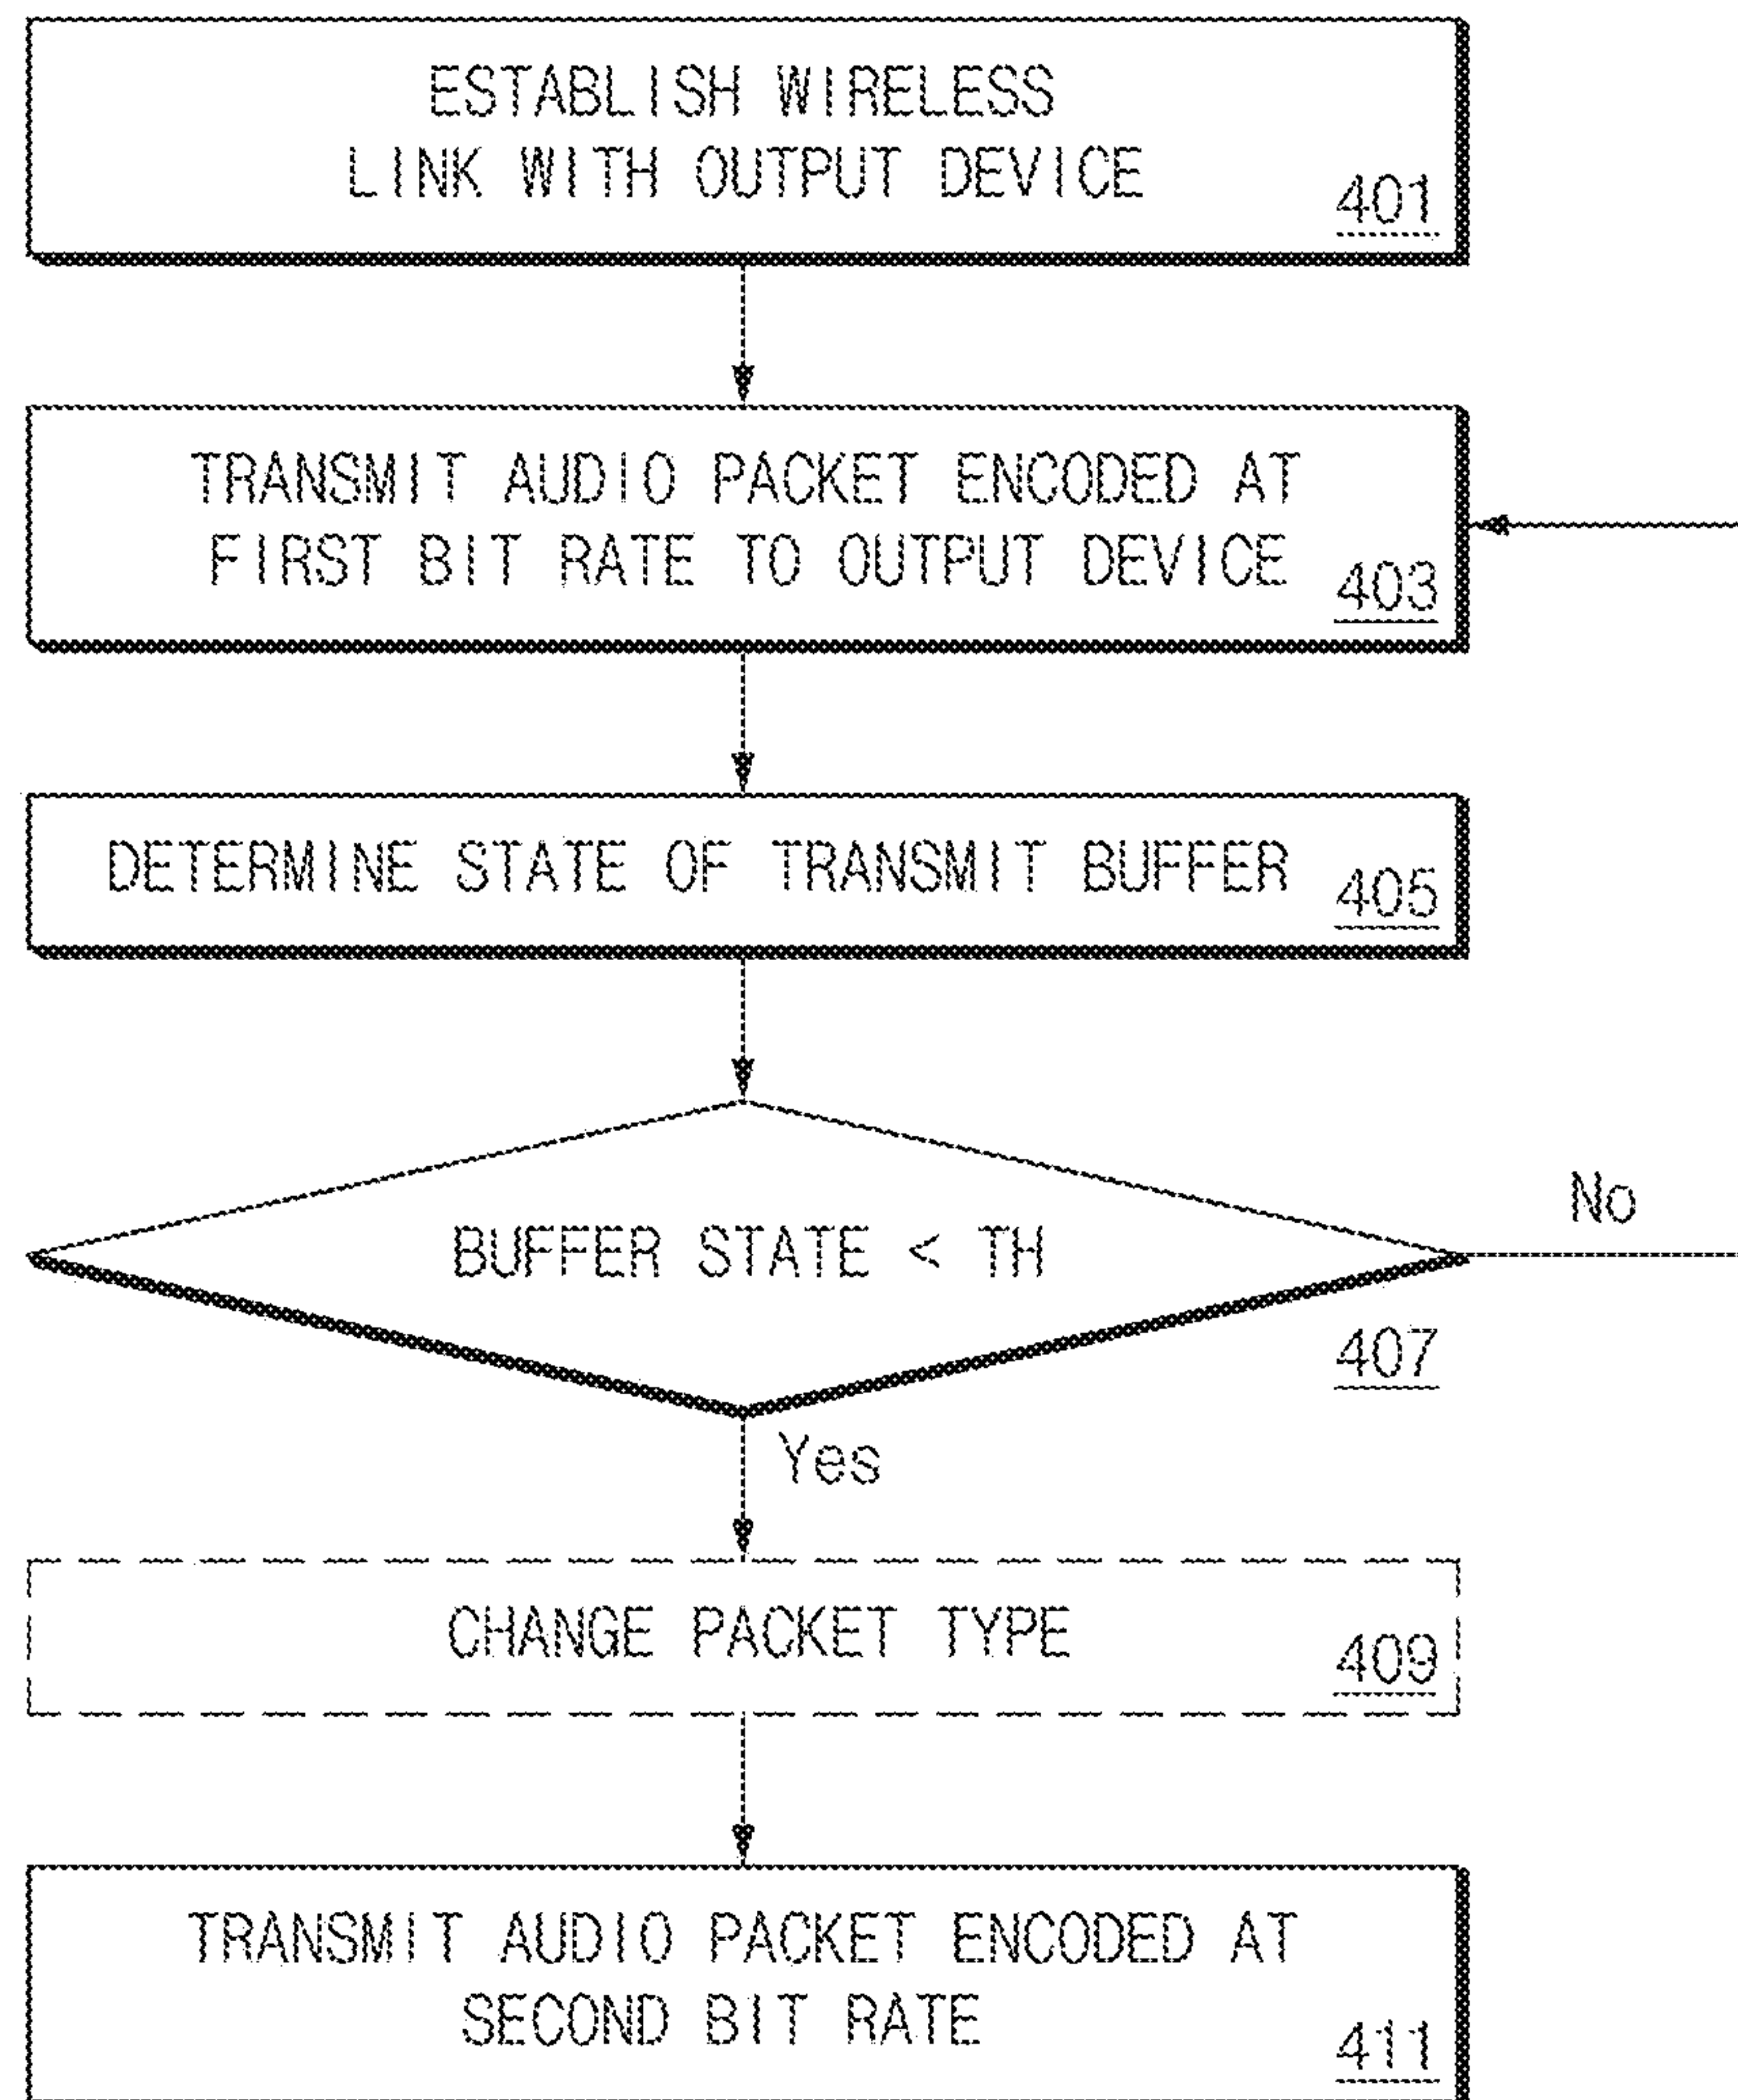 ESTABLISH WIRELESS
LINK WITH OUTPUT DEVICE
401
TRANSMIT AUDIO PACKET ENCODED AT
FIRST BIT RATE TO OUTPUT DEVICE
403
DETERMINE STATE OF TRANSMIT BUFFER
405
BUFFER STATE < TH
No
407
Yes
CHANGE PACKET TYPE
409
TRANSMIT AUDIO PACKET ENCODED AT
SECOND BIT RATE
411